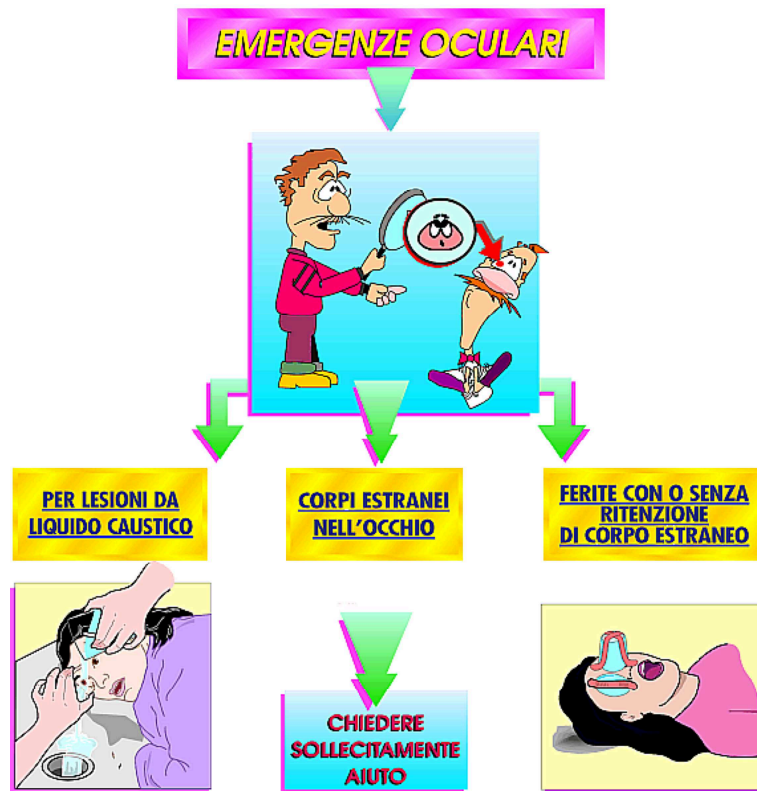 EMERGENZE OCULARI
PER LESIONI DA
LIQUIDO CAUSTICO
CORPI ESTRANEI
NELL'OCCHIO
FERITE CON O SENZA
RITENZIONE
DI CORPO ESTRANEO
CHIEDERE
SOLLECITAMENTE
AIUTO